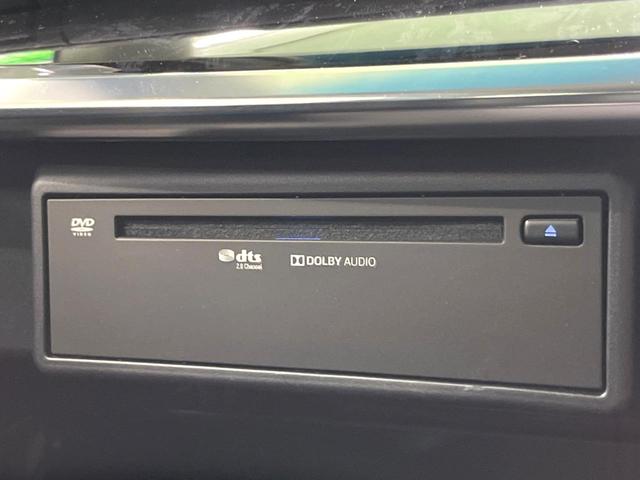 DVD
VIDEO
dts
2.0 Channel
DOLBY AUDIO